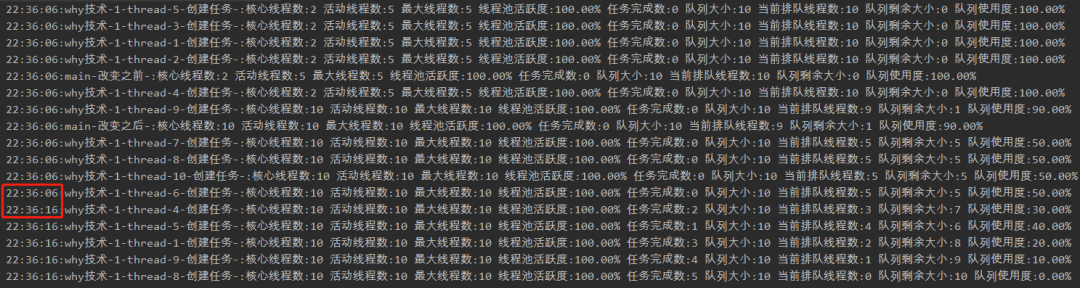 22:36:06:why技术-1-thread-5-创建任务-:核心线程数:2 活动线程数:5 最大线程数:5 线程池活跃度:100.00% 任务完成数:0 队列大小:10 当前排队线程数:10 队列剩余大小:0 队列使用度:100.00%
22:36:06:why技术-1-thread-3-创建任务-:核心线程数:2 活动线程数:5 最大线程数:5 线程池活跃度:100.00% 任务完成数:0 队列大小:10 当前排队线程数:10 队列剩余大小:0 队列使用度:100.00%
22:36:06:why技术-1-thread-1-创建任务-:核心线程数:2 活动线程数:5 最大线程数:5 线程池活跃度:100.00% 任务完成数:0 队列大小:10 当前排队线程数:10 队列剩余大小:0 队列使用度:100.00%
22:36:06:why技术-1-thread-2-创建任务-:核心线程数:2 活动线程数:5 最大线程数:5 线程池活跃度:100.00% 任务完成数:0 队列大小:10 当前排队线程数:10 队列剩余大小:0 队列使用度:100.00%
22:36:06:main-改变之前-:核心线程数:2 活动线程数:5 最大线程数:5 线程池活跃度:100.00% 任务完成数:0 队列大小:10 当前排队线程数:10 队列剩余大小:0 队列使用度:100.00%
22:36:06:why技术-1-thread-4-创建任务-:核心线程数:2 活动线程数:5 最大线程数:5 线程池活跃度:100.00% 任务完成数:0 队列大小:10 当前排队线程数:10 队列剩余大小:0 队列使用度:100.00%
22:36:06:why技术-1-thread-9-创建任务-:核心线程数:10 活动线程数:10 最大线程数:10 线程池活跃度:100.00% 任务完成数:0 队列大小:10 当前排队线程数:9 队列剩余大小:1 队列使用度:90.00%
22:36:06:main-改变之后-:核心线程数:10 活动线程数:10 最大线程数:10 线程池活跃度:100.00% 任务完成数:0 队列大小:10 当前排队线程数:9 队列剩余大小:1 队列使用度:90.00%
22:36:06:why技术-1-thread-7-创建任务-:核心线程数:10 活动线程数:10 最大线程数:10 线程池活跃度:100.00% 任务完成数:0 队列大小:10 当前排队线程数:5 队列剩余大小:5 队列使用度:50.00%
22:36:06:why技术-1-thread-8-创建任务-:核心线程数:10 活动线程数:10 最大线程数:10 线程池活跃度:100.00% 任务完成数:0 队列大小:10 当前排队线程数:5 队列剩余大小:5 队列使用度:50.00%
22:36:06:why技术-1-thread-10-创建任务-:核心线程数:10 活动线程数:10 最大线程数:10 线程池活跃度:100.00% 任务完成数:0 队列大小:10 当前排队线程数:5 队列剩余大小:5 队列使用度:50.00%
22:36:06:why技术-1-thread-6-创建任务-:核心线程数:10 活动线程数:10 最大线程数:10 线程池活跃度:100.00% 任务完成数:0 队列大小:10 当前排队线程数:5 队列剩余大小:5 队列使用度:50.00%
22:36:16:why技术-1-thread-4-创建任务-:核心线程数:10 活动线程数:10 最大线程数:10 线程池活跃度:100.00% 任务完成数:2 队列大小:10 当前排队线程数:3 队列剩余大小:7 队列使用度:30.00%
22:36:16:why技术-1-thread-5-创建任务-:核心线程数:10 活动线程数:10 最大线程数:10 线程池活跃度:100.00% 任务完成数:1 队列大小:10 当前排队线程数:4 队列剩余大小:6 队列使用度:40.00%
22:36:16:why技术-1-thread-1-创建任务-:核心线程数:10 活动线程数:10 最大线程数:10 线程池活跃度:100.00% 任务完成数:3 队列大小:10 当前排队线程数:2 队列剩余大小:8 队列使用度:20.00%
22:36:16:why技术-1-thread-9-创建任务-:核心线程数:10 活动线程数:10 最大线程数:10 线程池活跃度:100.00% 任务完成数:4 队列大小:10 当前排队线程数:1 队列剩余大小:9 队列使用度:10.00%
22:36:16:why技术-1-thread-8-创建任务-:核心线程数:10 活动线程数:10 最大线程数:10 线程池活跃度:100.00% 任务完成数:5 队列大小:10 当前排队线程数:0 队列剩余大小:10 队列使用度:0.00%